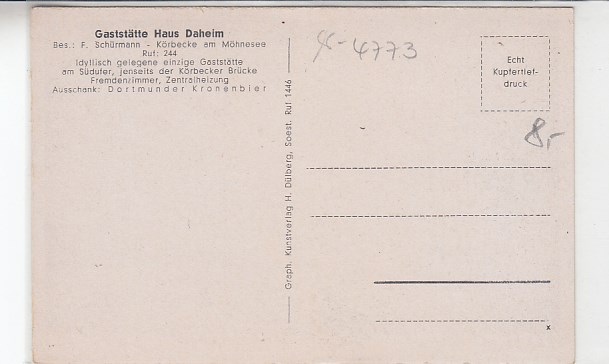 Gaststätte Haus Daheim
Bes.: F. Schürmann - Körbecke am Möhnesee
Ruf: 244
Idyllisch gelegene einzige Gaststätte
am Südufer, jenseits der Körbecker Brücke
Fremdenzimmer, Zentralheizung
Ausschank: Dortmunder Kronenbier
Graph. Kunstverlag H. Dülberg, Soest. Ruf 1446
4773
Echt
Kupfertief-
druck
8,-
x